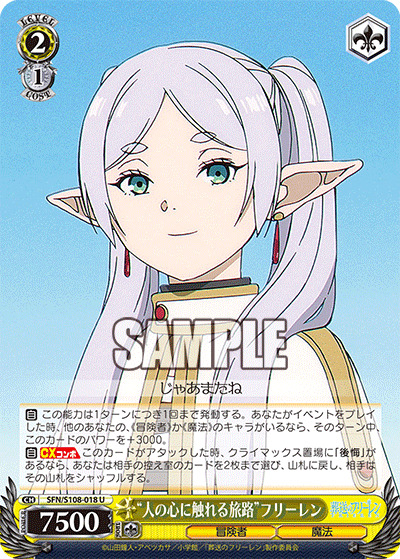 LEVEL
2
1
COST
SAMPLE
じゃあまたね
この能力は1ターンにつき1回まで発動する。あなたがイベントをプレイ
した時、他のあなたの、《冒険者》か《魔法》のキャラがいるなら、そのターン中、
このカードのパワーを+3000。
CXコンボ このカードがアタックした時、クライマックス置場に「後悔」が
あるなら、あなたは相手の控え室のカードを2枚まで選び、山札に戻し、相手は
その山札をシャッフルする。
CH SFN/S108-018 U
7500
“人の心に触れる旅路”フリーレン
葬送のフリーレン
冒険者 魔法
©山田鐘人・アベツカサ/小学館/「葬送のフリーレン」製作委員会